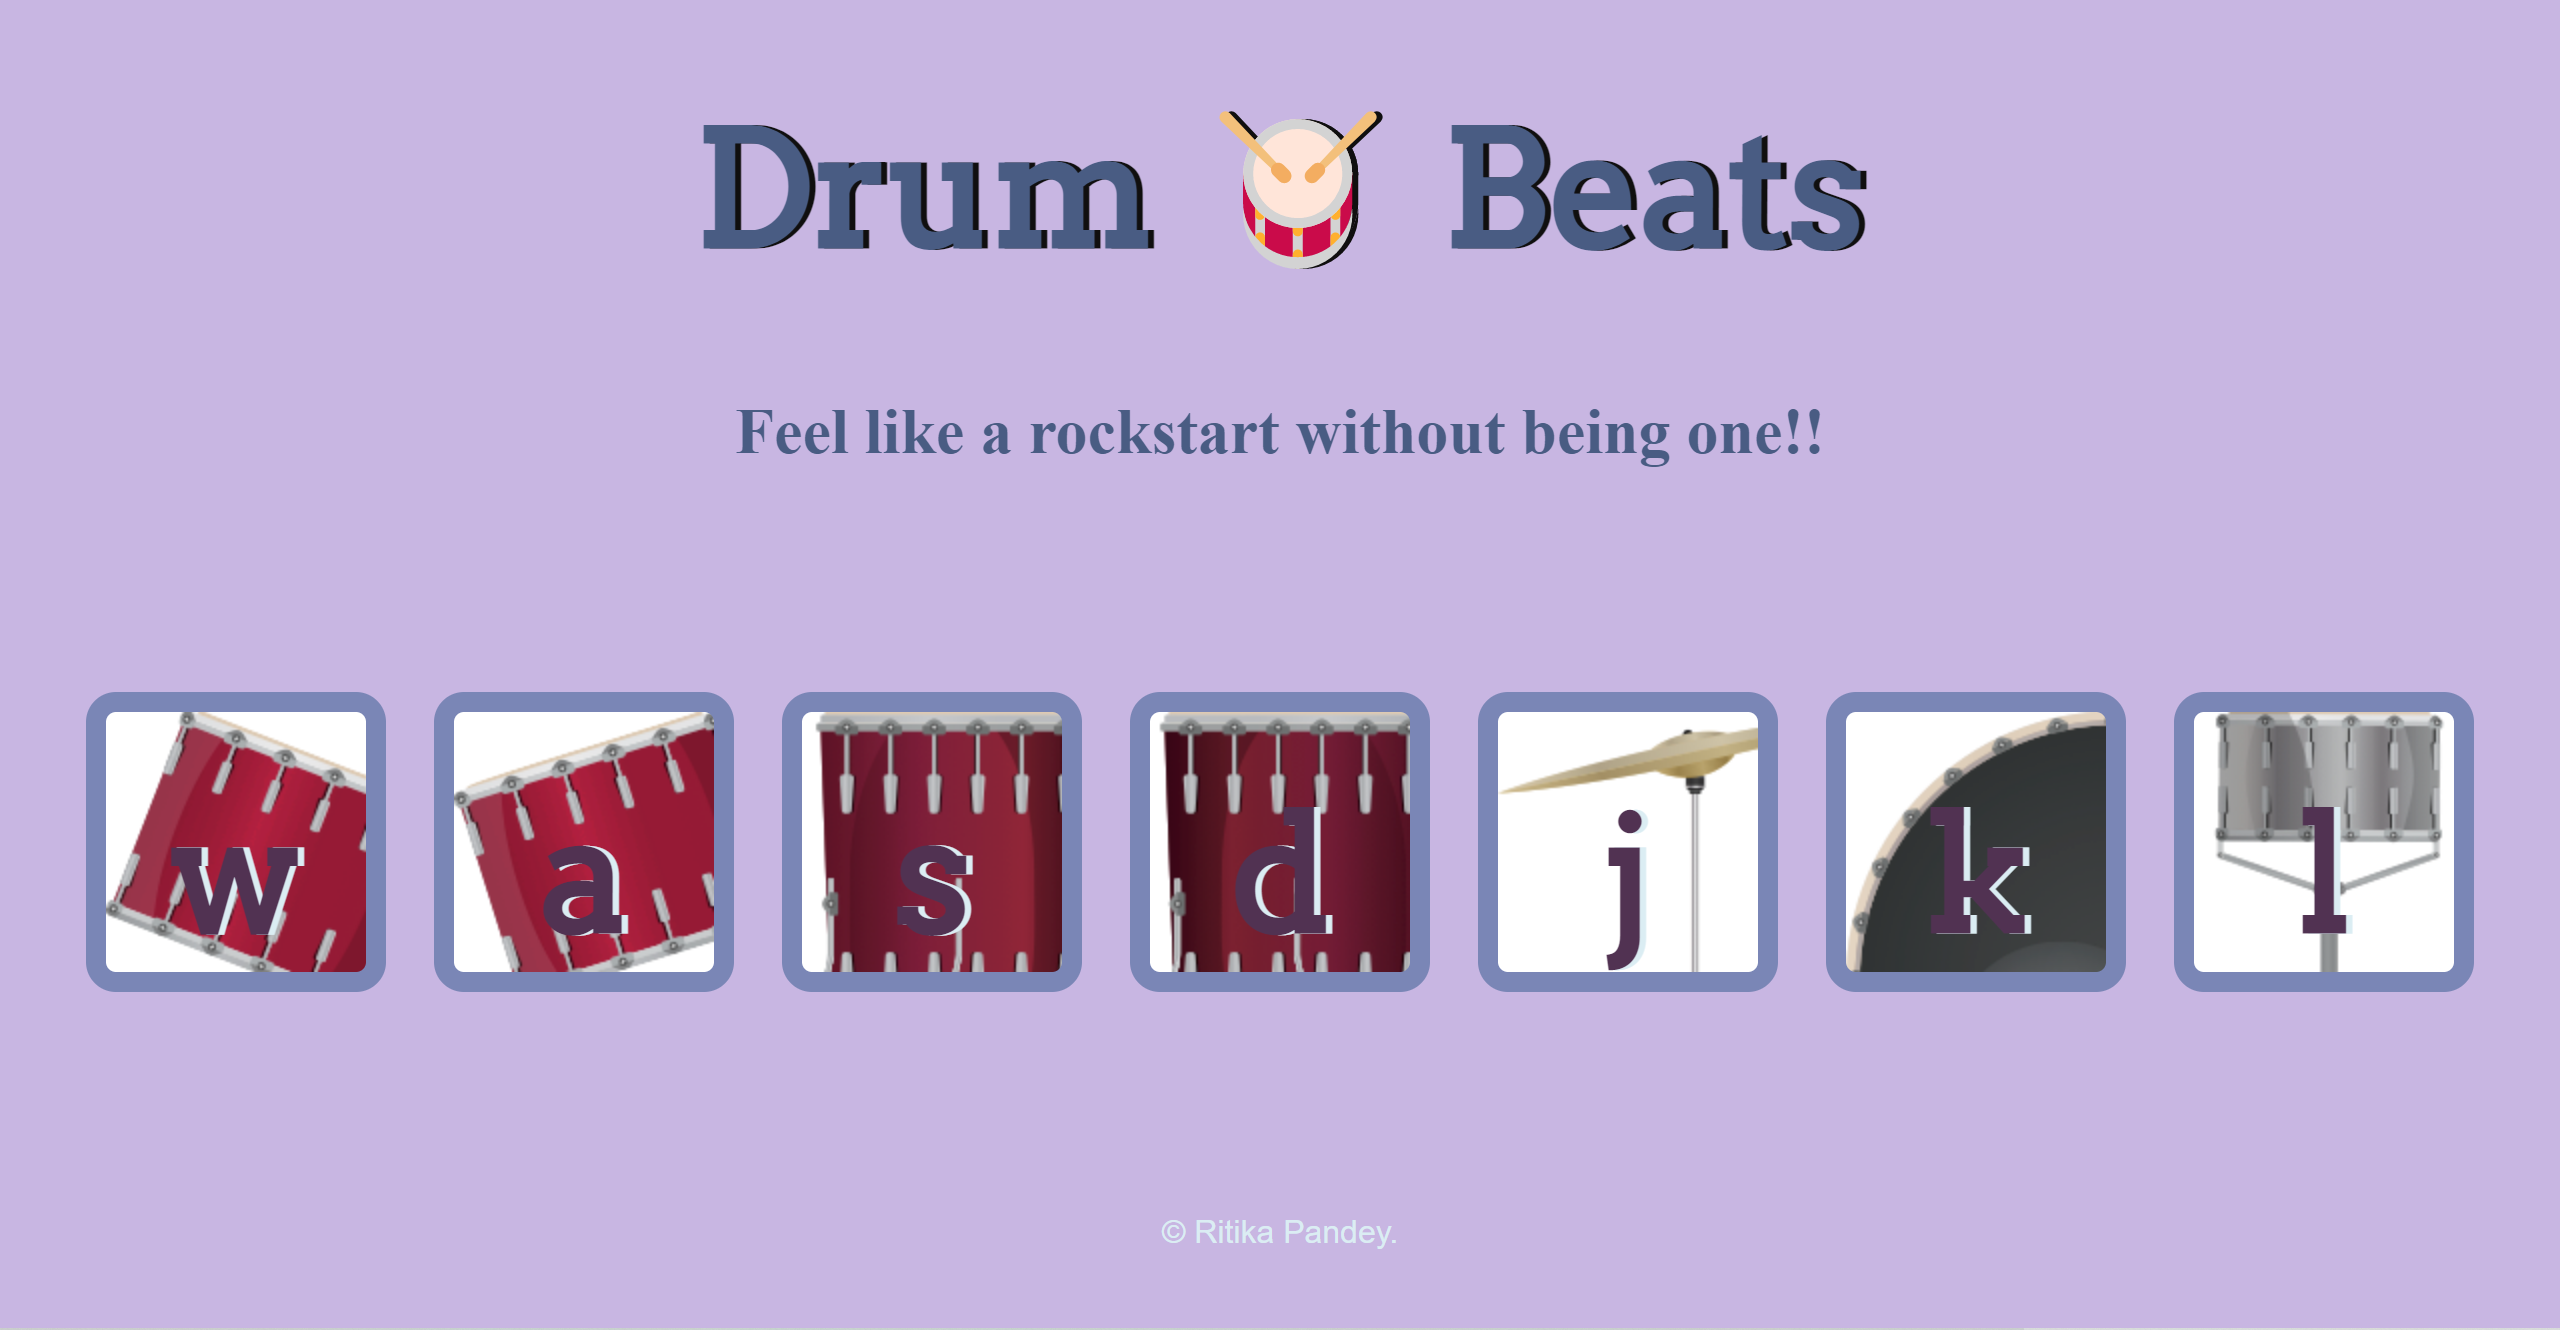 Drum 🥁 Beats
Feel like a rockstart without being one!!
w a s d j k l
© Ritika Pandey.